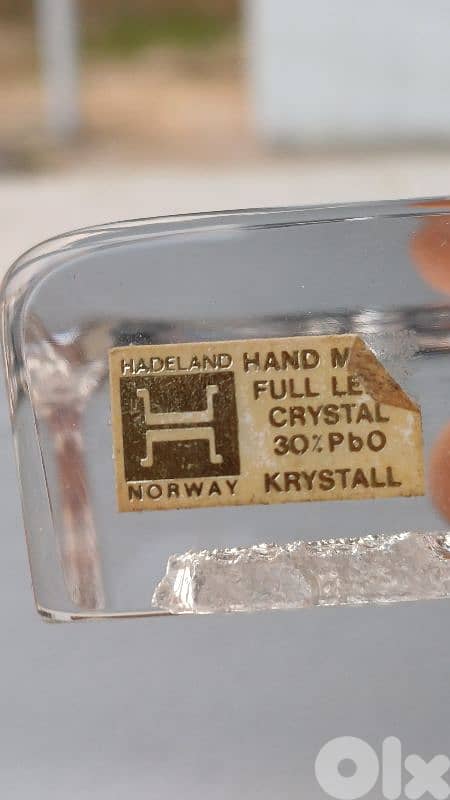 HADELAND
NORWAY
HAND
FULL
CRYSTAL
30% PbO
KRYSTALL
OLX